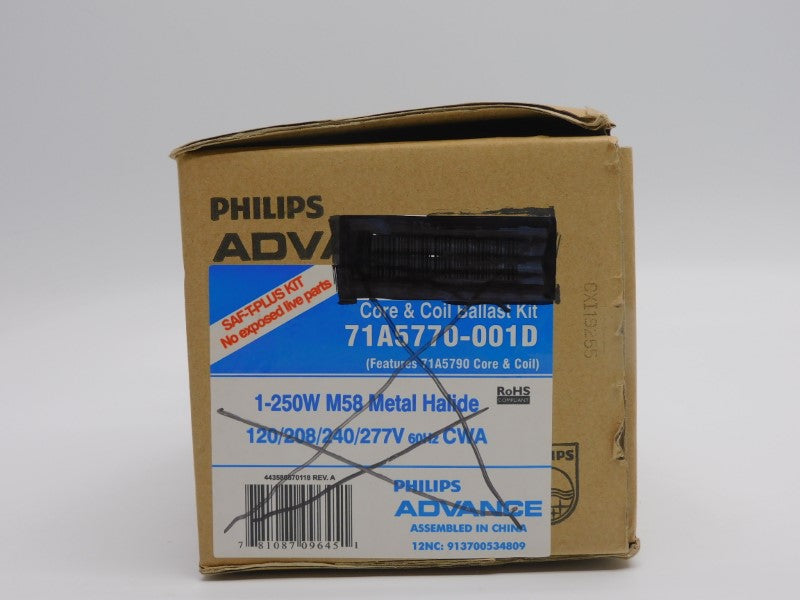 PHILIPS
SAF-T-PLUS KIT
No exposed live parts
Core & Coil Ballast Kit
71A5770-001D
(Features 71A5790 Core & Coil)
1-250W M58 Metal Halide
RoHS
COMPLIANT
120/208/240/277V 60Hz CWA
REV. A
7 81087 09645 1
PHILIPS
ADVANCE
ASSEMBLED IN CHINA
12NC: 913700534809